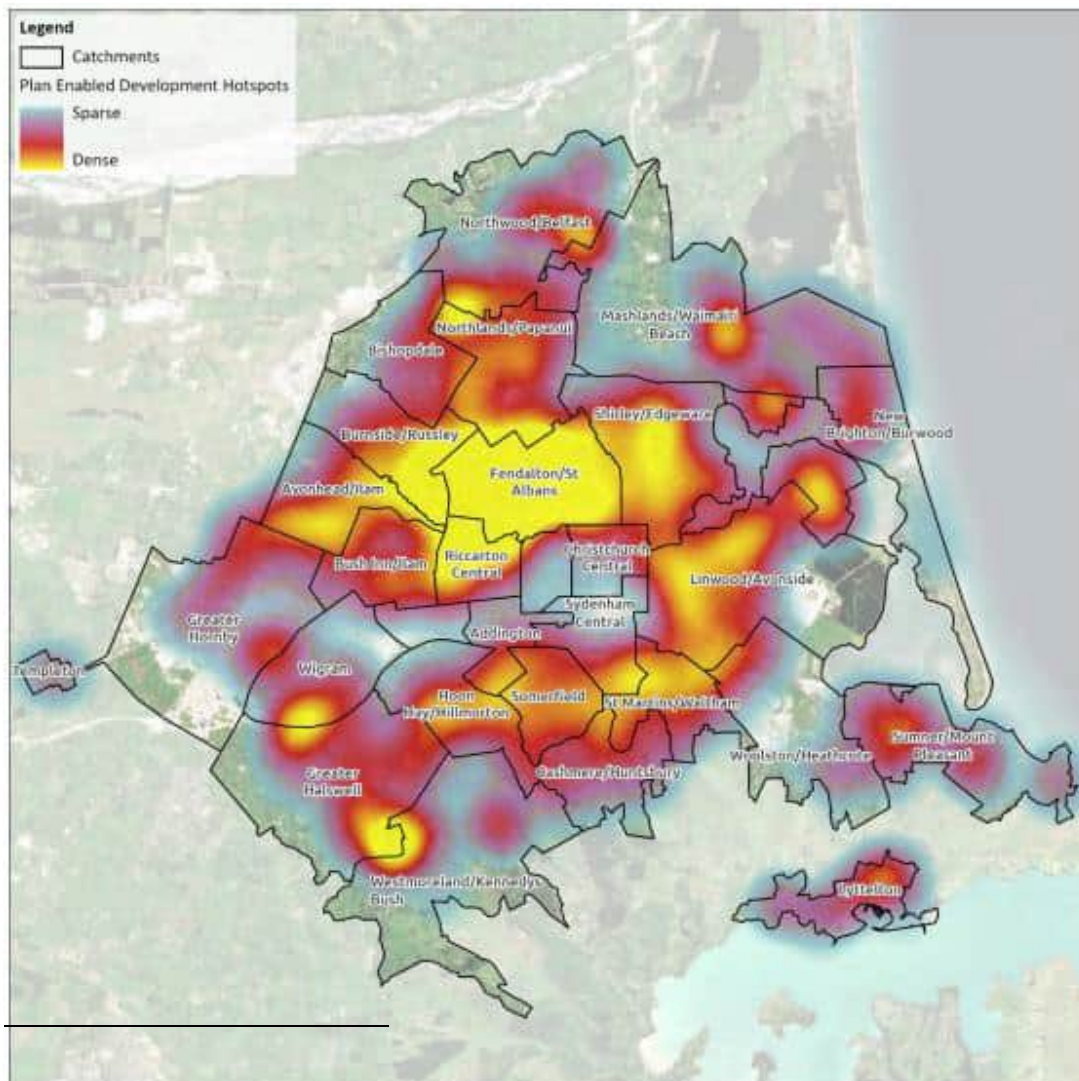 Legend
Catchments
Plan Enabled Development Hotspots
Sparse
Dense
Northwood/Belfast
Northlands/Papanui
Mashlands/Waimairi
Beach
Bishopdale
Shirley/Edgeware
New
Brighton/Burwood
Burnside/Russley
Fendalton/St
Albans
Avonhead/Ilam
Bush Inn/Ilam
Riccarton
Central
Christchurch
Central
Linwood/Avonside
Sydenham
Central
Greater
Hornby
Addington
Templeton
Wigram
Hoon
Hay/Hillmorton
Somerfield
St Martins/Waltham
Sumner/Mount
Pleasant
Woolston/Heathcote
Cashmere/Huntsbury
Greater
Halswell
Westmoreland/Kennedys
Bush
Lyttelton